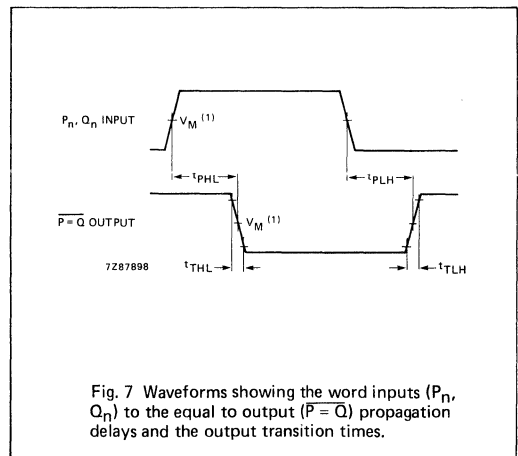 Pn, Qn INPUT
VM (1)
tPHL
tPLH
P = Q OUTPUT
VM (1)
7Z87898
tTHL
tTLH
Fig. 7 Waveforms showing the word inputs (Pn,
Qn) to the equal to output (P = Q) propagation
delays and the output transition times.